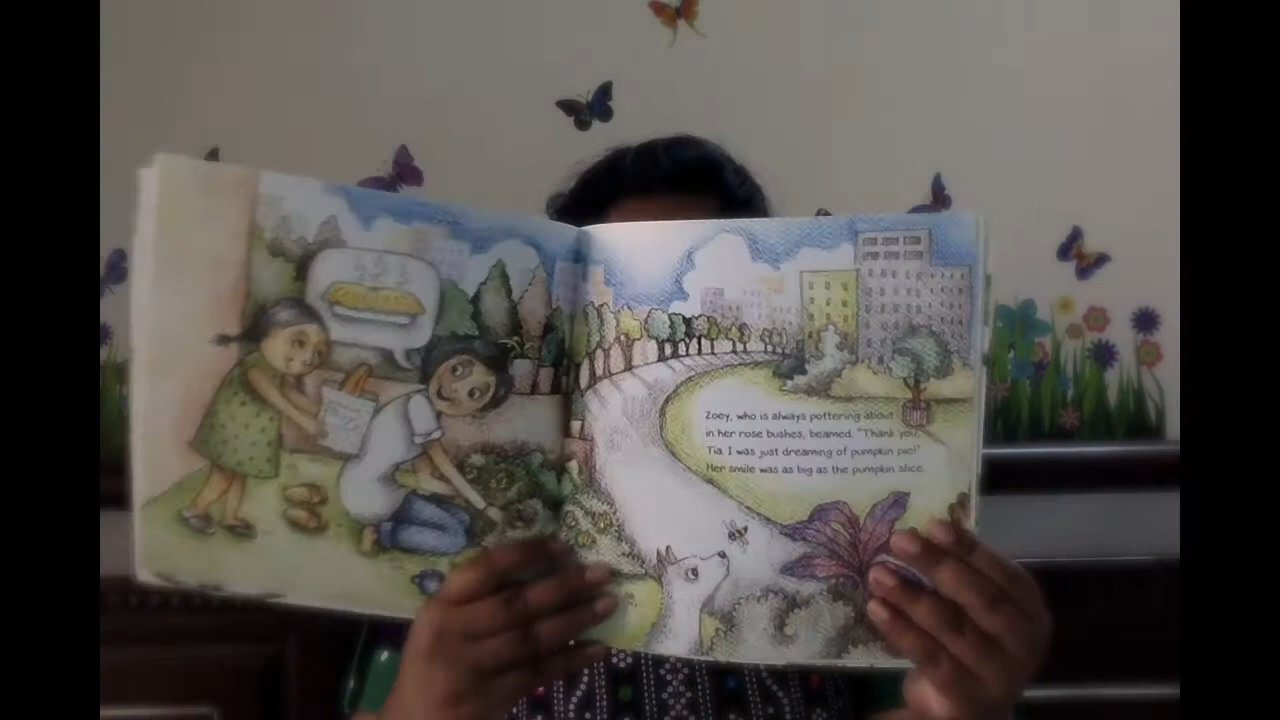 Zoey, who is always pottering about
in her rose bushes, beamed. "Thank you,
Tia. I was just dreaming of pumpkin pie!"
Her smile was as big as the pumpkin slice.